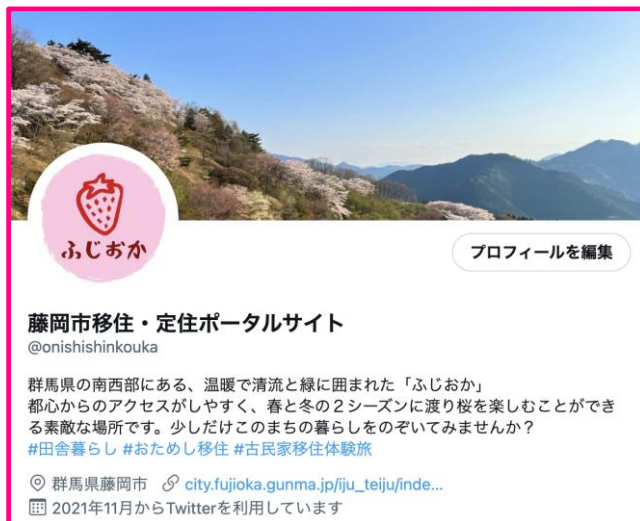 ふじおか
プロフィールを編集
藤岡市移住・定住ポータルサイト
@onishishinkouka
群馬県の南西部にある、温暖で清流と緑に囲まれた「ふじおか」
都心からのアクセスがしやすく、春と冬の２シーズンに渡り桜を楽しむことができ
る素敵な場所です。少しだけこのまちの暮らしをのぞいてみませんか？
#田舎暮らし #おためし移住 #古民家移住体験旅
群馬県藤岡市 city.fujioka.gunma.jp/iju_teiju/inde...
2021年11月からTwitterを利用しています